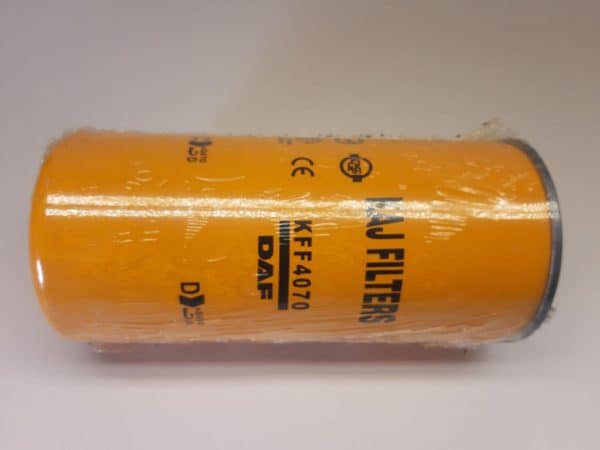 KAJ FILTERS
KFF4070
DAF
CE